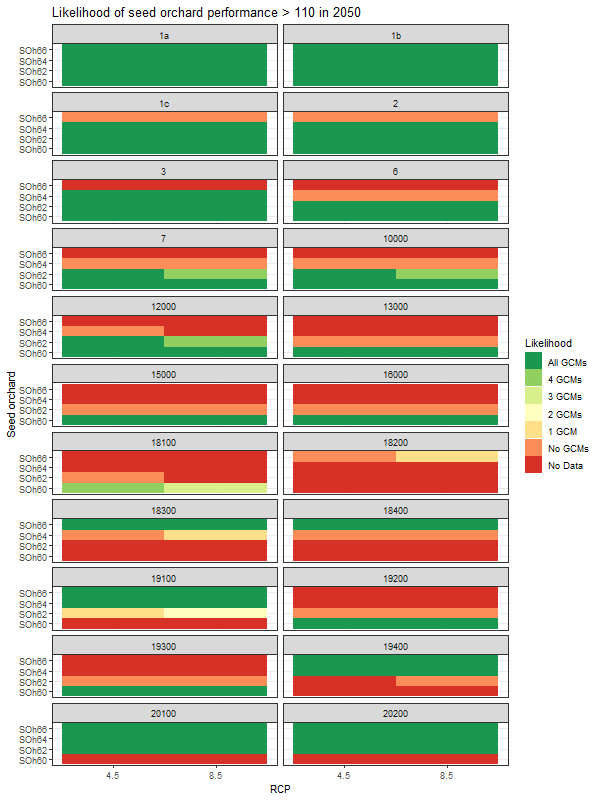 Likelihood of seed orchard performance > 110 in 2050
1a
1b
SOh66
SOh64
SOh62
SOh60
1c
2
SOh66
SOh64
SOh62
SOh60
3
6
SOh66
SOh64
SOh62
SOh60
7
10000
SOh66
SOh64
SOh62
SOh60
12000
13000
SOh66
SOh64
SOh62
SOh60
15000
16000
SOh66
SOh64
SOh62
SOh60
18100
18200
SOh66
SOh64
SOh62
SOh60
18300
18400
SOh66
SOh64
SOh62
SOh60
19100
19200
SOh66
SOh64
SOh62
SOh60
19300
19400
SOh66
SOh64
SOh62
SOh60
20100
20200
SOh66
SOh64
SOh62
SOh60
4.5
8.5
4.5
8.5
RCP
Seed orchard
Likelihood
All GCMs
4 GCMs
3 GCMs
2 GCMs
1 GCM
No GCMs
No Data